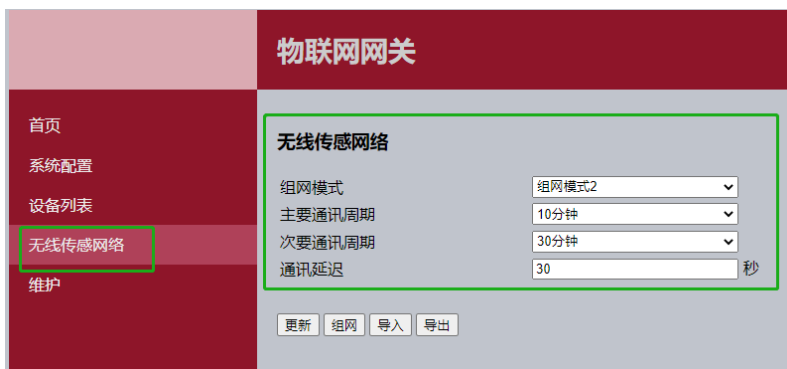 物联网网关
首页
系统配置
设备列表
无线传感网络
维护
无线传感网络
组网模式 组网模式2
主要通讯周期 10分钟
次要通讯周期 30分钟
通讯延迟 30 秒
更新 组网 导入 导出